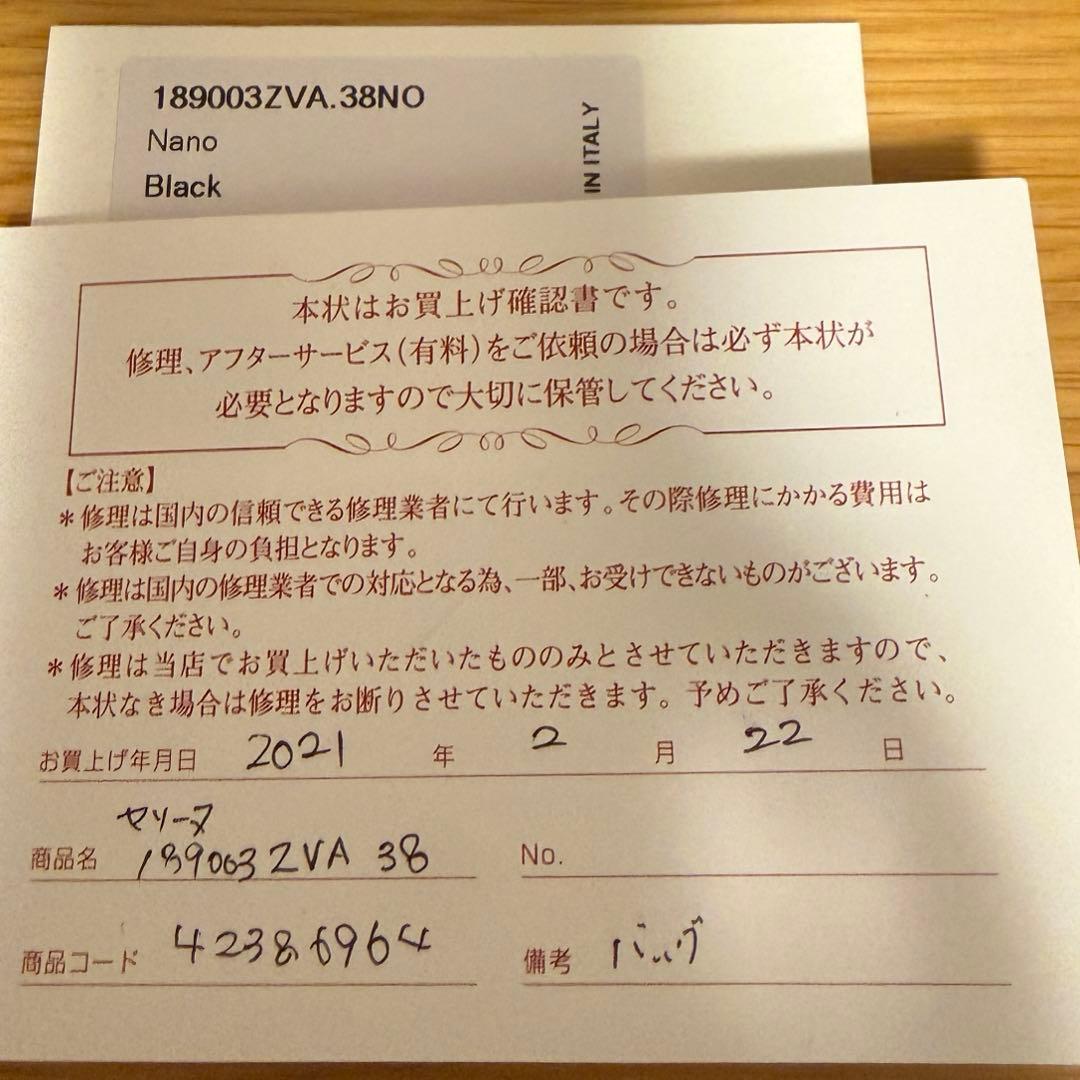 189003ZVA.38NO
Nano
Black
IN ITALY
本状はお買上げ確認書です。
修理、アフターサービス(有料)をご依頼の場合は必ず本状が
必要となりますので大切に保管してください。
【ご注意】
＊修理は国内の信頼できる修理業者にて行います。その際修理にかかる費用は
お客様ご自身の負担となります。
＊修理は国内の修理業者での対応となる為、一部、お受けできないものがございます。
ご了承ください。
＊修理は当店でお買上げいただいたもののみとさせていただきますので、
本状なき場合は修理をお断りさせていただきます。予めご了承ください。
お買上げ年月日 2021 年 2 月 22 日
セリーヌ
商品名 189003ZVA 38 No.
商品コード 42386964 備考 バッグ